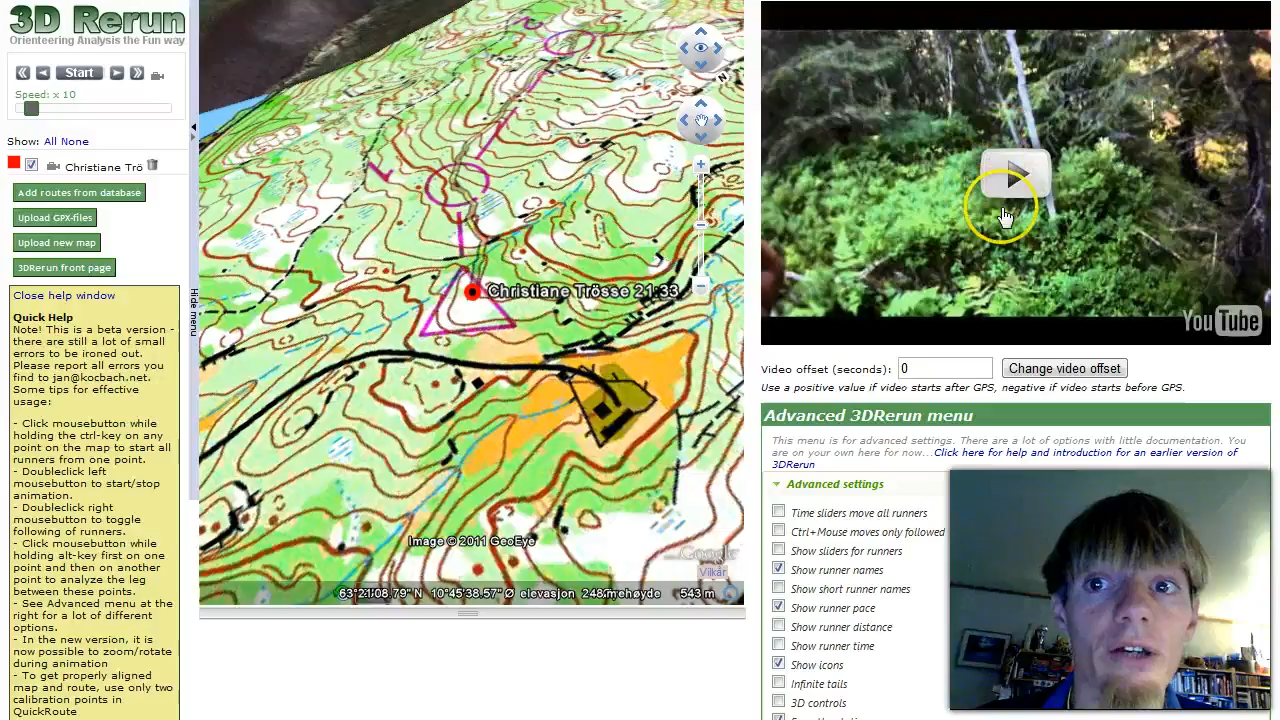 3D Rerun
Orienteering Analysis the Fun way
Start
Speed: x 10
Show: All None
Christiane Trö
Add routes from database
Upload GPX-files
Upload new map
3DRerun front page
Close help window
Quick Help
Note! This is a beta version -
there are still a lot of small
errors to be ironed out.
Please report all errors you
find to jan@kocbach.net.
Some tips for effective
usage:
- Click mousebutton while
holding the ctrl-key on any
point on the map to start all
runners from one point.
- Doubleclick left
mousebutton to start/stop
animation.
- Doubleclick right
mousebutton to toggle
following of runners.
- Click mousebutton while
holding alt-key first on one
int and then on another
int to analyze the leg
between those points.
- See Advanced menu at the
right for a lot of different
options.
- In the new version, it is
now possible to zoom/rotate
during animation
- To get properly aligned
map and route, use only two
calibration points in
QuickRoute
Hide menu
N
1
2
Christiane Trösse 21:33
Image © 2011 GeoEye
Google
Vilkår
10°45'38.57" Ø elevasjon
543 m
YouTube
Video offset (seconds): 0 Change video offset
Use a positive value if video starts after GPS, negative if video starts before GPS.
Advanced 3DRerun menu
This menu is for advanced settings. There are a lot of options with little documentation. You
are on your own here for now...Click here for help and introduction for an earlier version of
3DRerun
Advanced settings
Time sliders move all runners
Ctrl+Mouse moves only followed
Show sliders for runners
Show runner names
Show short runner names
Show runner pace
Show runner distance
Show runner time
Show icons
Infinite tails
3D controls